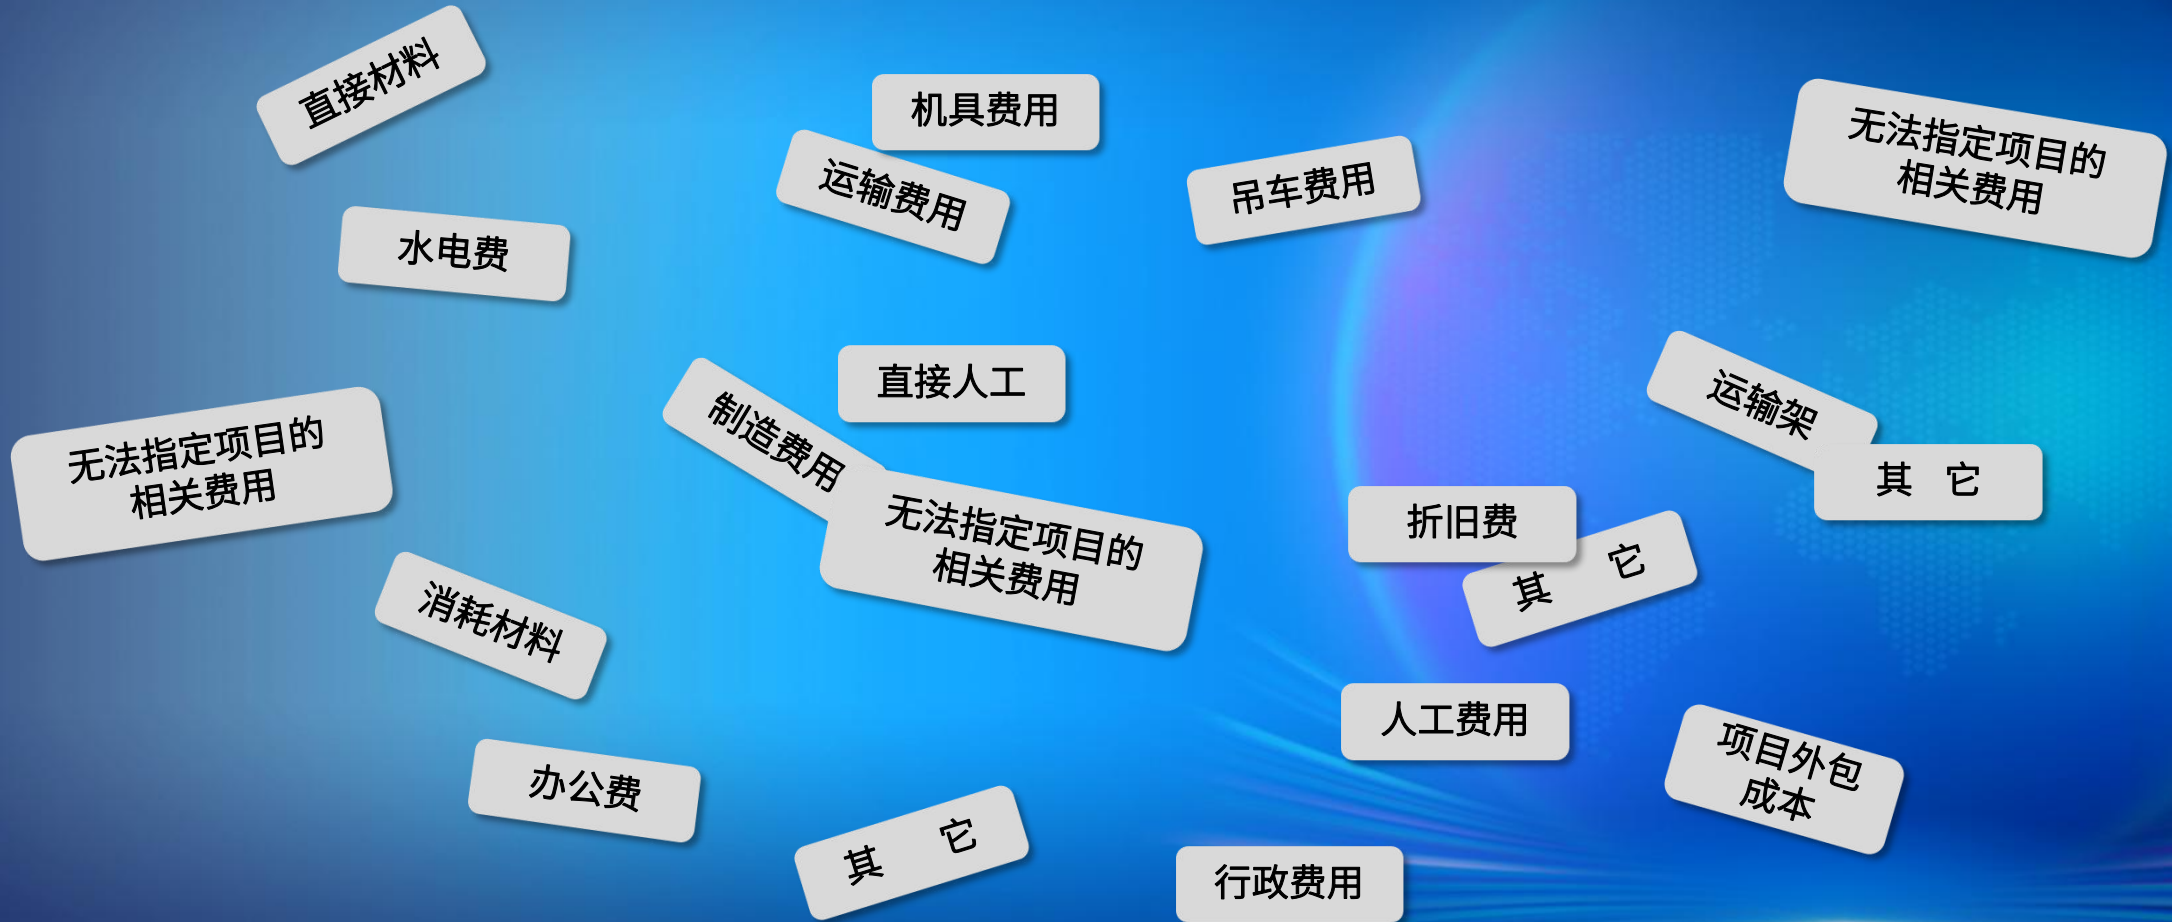 直接材料
机具费用
运输费用
吊车费用
无法指定项目的
相关费用
水电费
直接人工
制造费用
运输架
其 它
无法指定项目的
相关费用
无法指定项目的
相关费用
折旧费
其 它
消耗材料
人工费用
项目外包
成本
办公费
其 它
行政费用